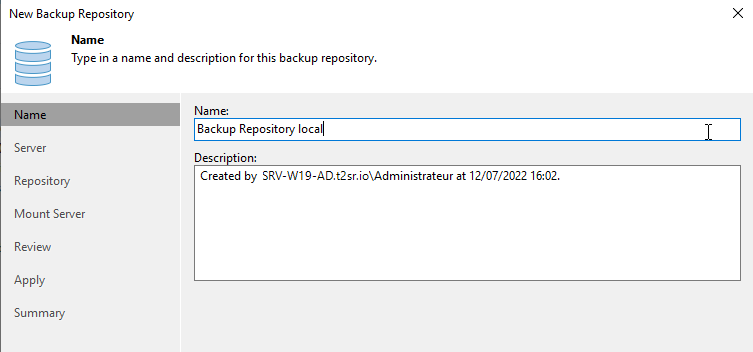 New Backup Repository
Name
Type in a name and description for this backup repository.
Name
Server
Repository
Mount Server
Review
Apply
Summary
Name:
Backup Repository local
Description:
Created by SRV-W19-AD.t2sr.io\Administrateur at 12/07/2022 16:02.